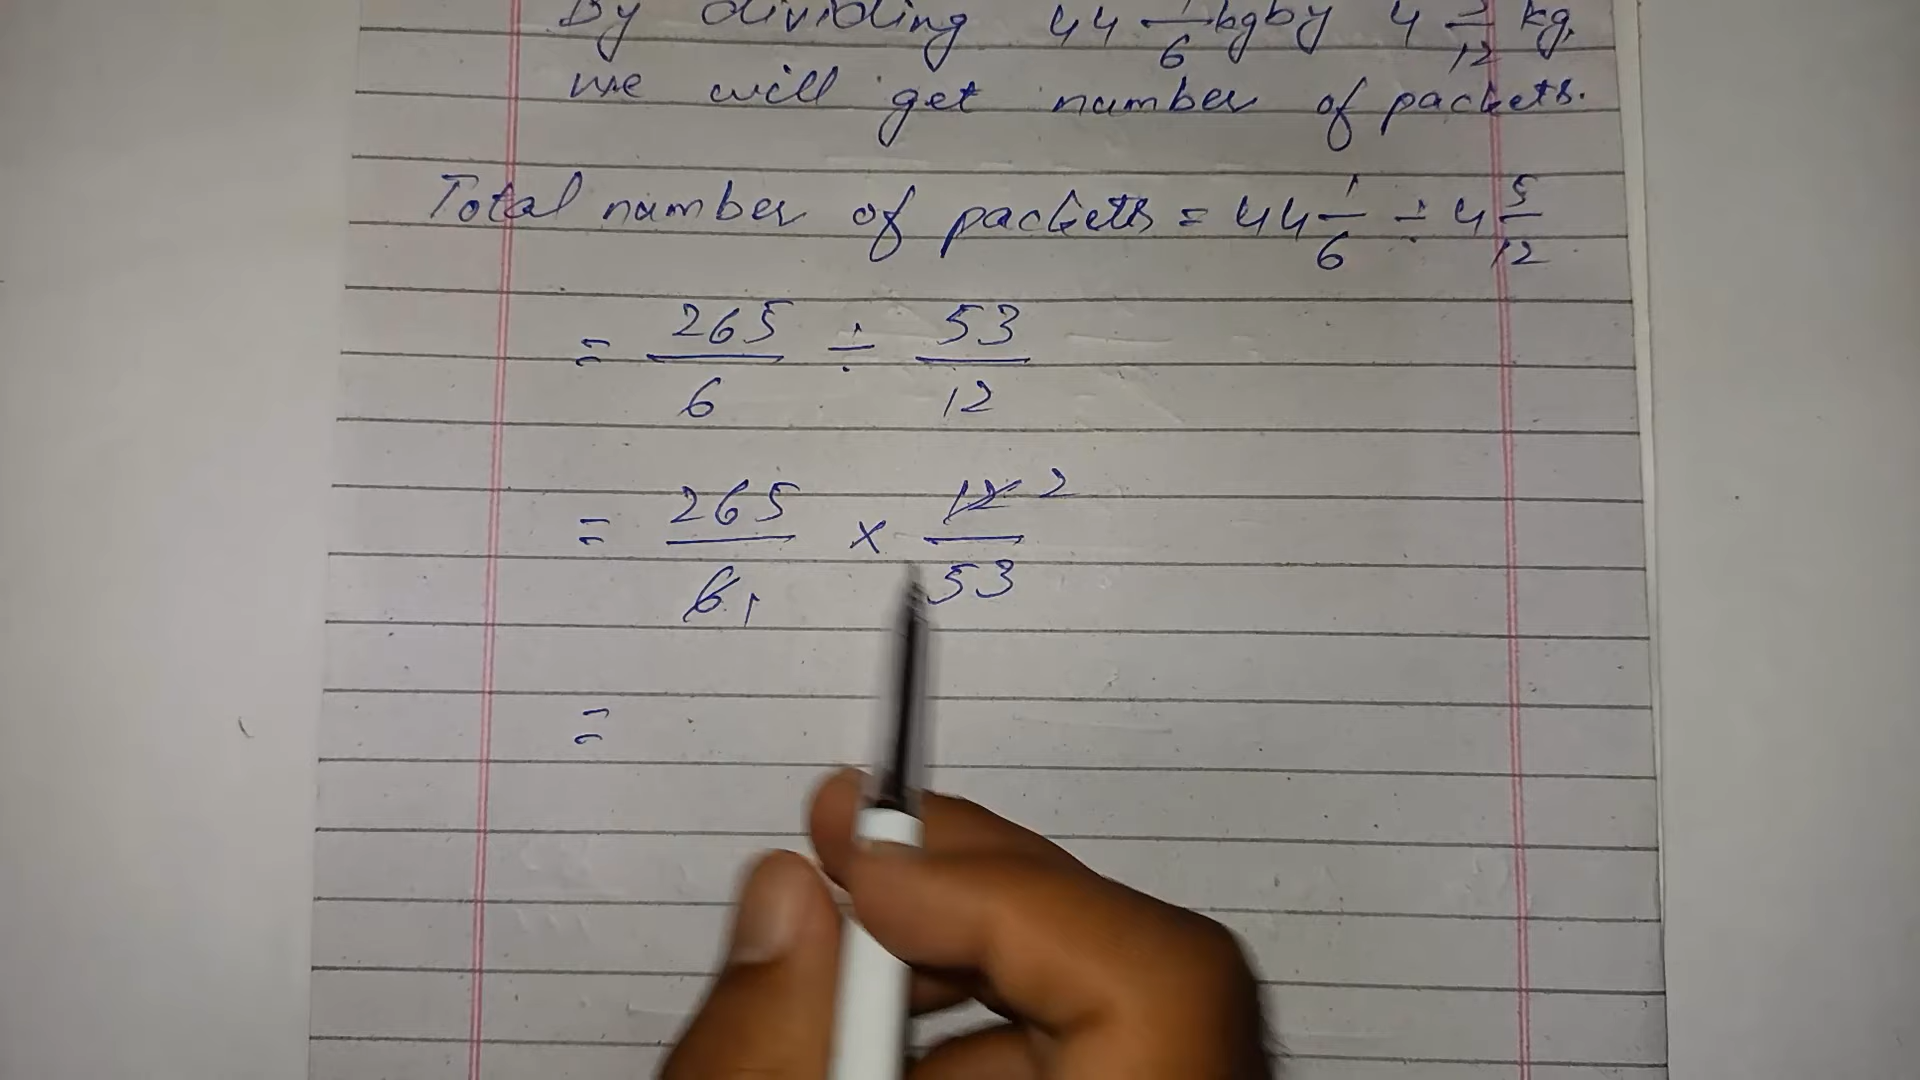 By dividing 44 1/6 kg by 4 5/12 kg,
we will get number of packets.
Total number of packets = 44 1/6 ÷ 4 5/12
= 265/6 ÷ 53/12
= 265/6 1 × 12 2/53
=